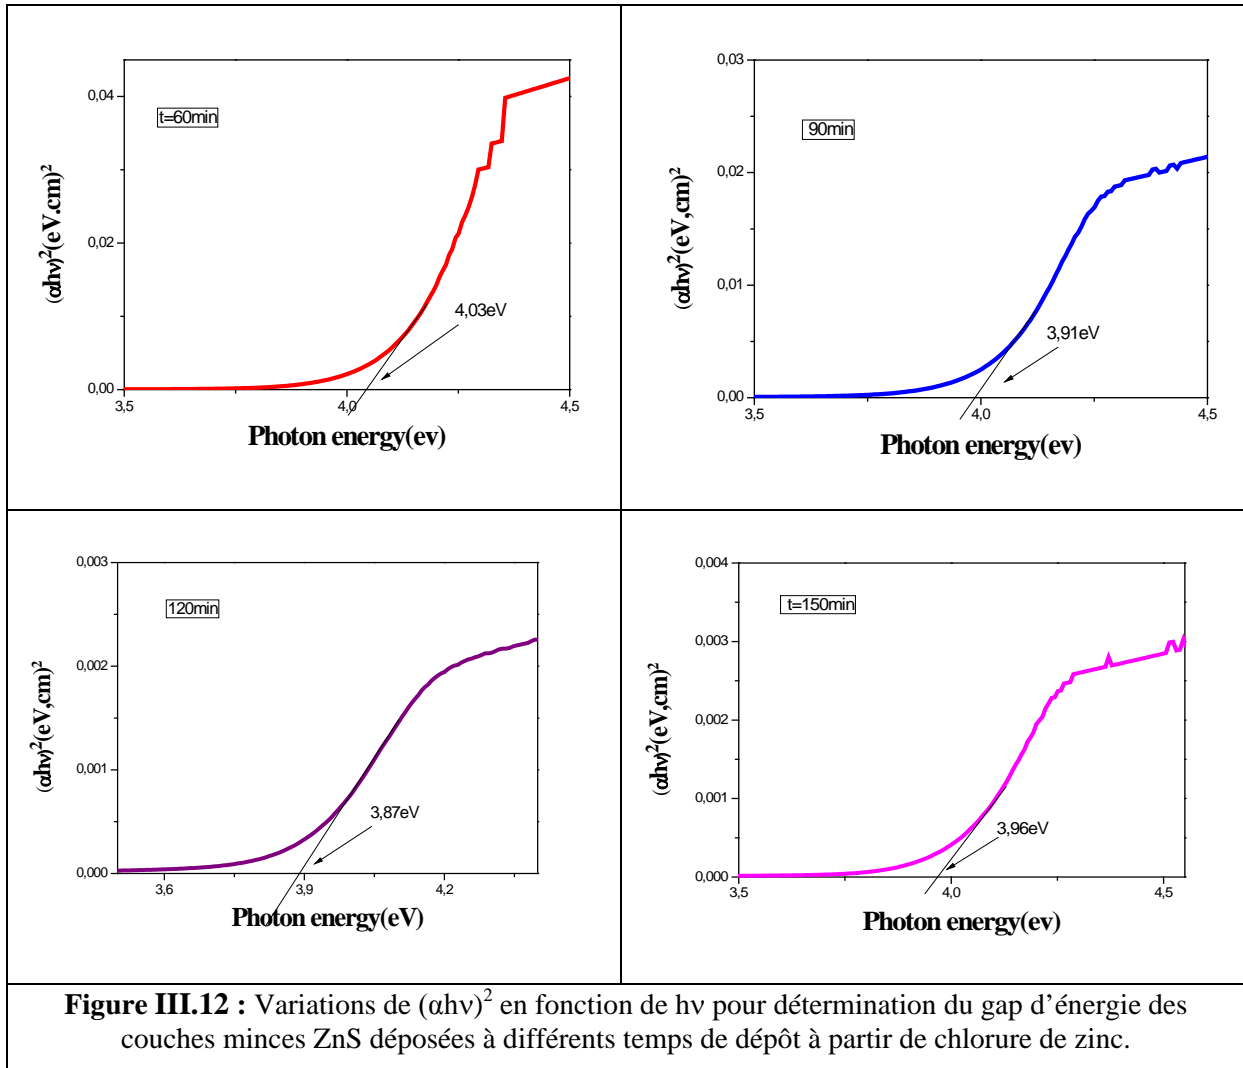 0,04
0,02
0,00
3,5
4,0
4,5
t=60min
4,03eV
(αhν)²(eV.cm)²
Photon energy(ev)
0,03
0,02
0,01
0,00
3,5
4,0
4,5
90min
3,91eV
(αhν)²(eV,cm)²
Photon energy(ev)
0,003
0,002
0,001
0,000
3,6
3,9
4,2
120min
3,87eV
(αhν)²(eV,cm)²
Photon energy(eV)
0,004
0,003
0,002
0,001
0,000
3,5
4,0
4,5
t=150min
3,96eV
(αhν)²(eV,cm)²
Photon energy(ev)
Figure III.12 : Variations de (αhν)² en fonction de hν pour détermination du gap d’énergie des
couches minces ZnS déposées à différents temps de dépôt à partir de chlorure de zinc.